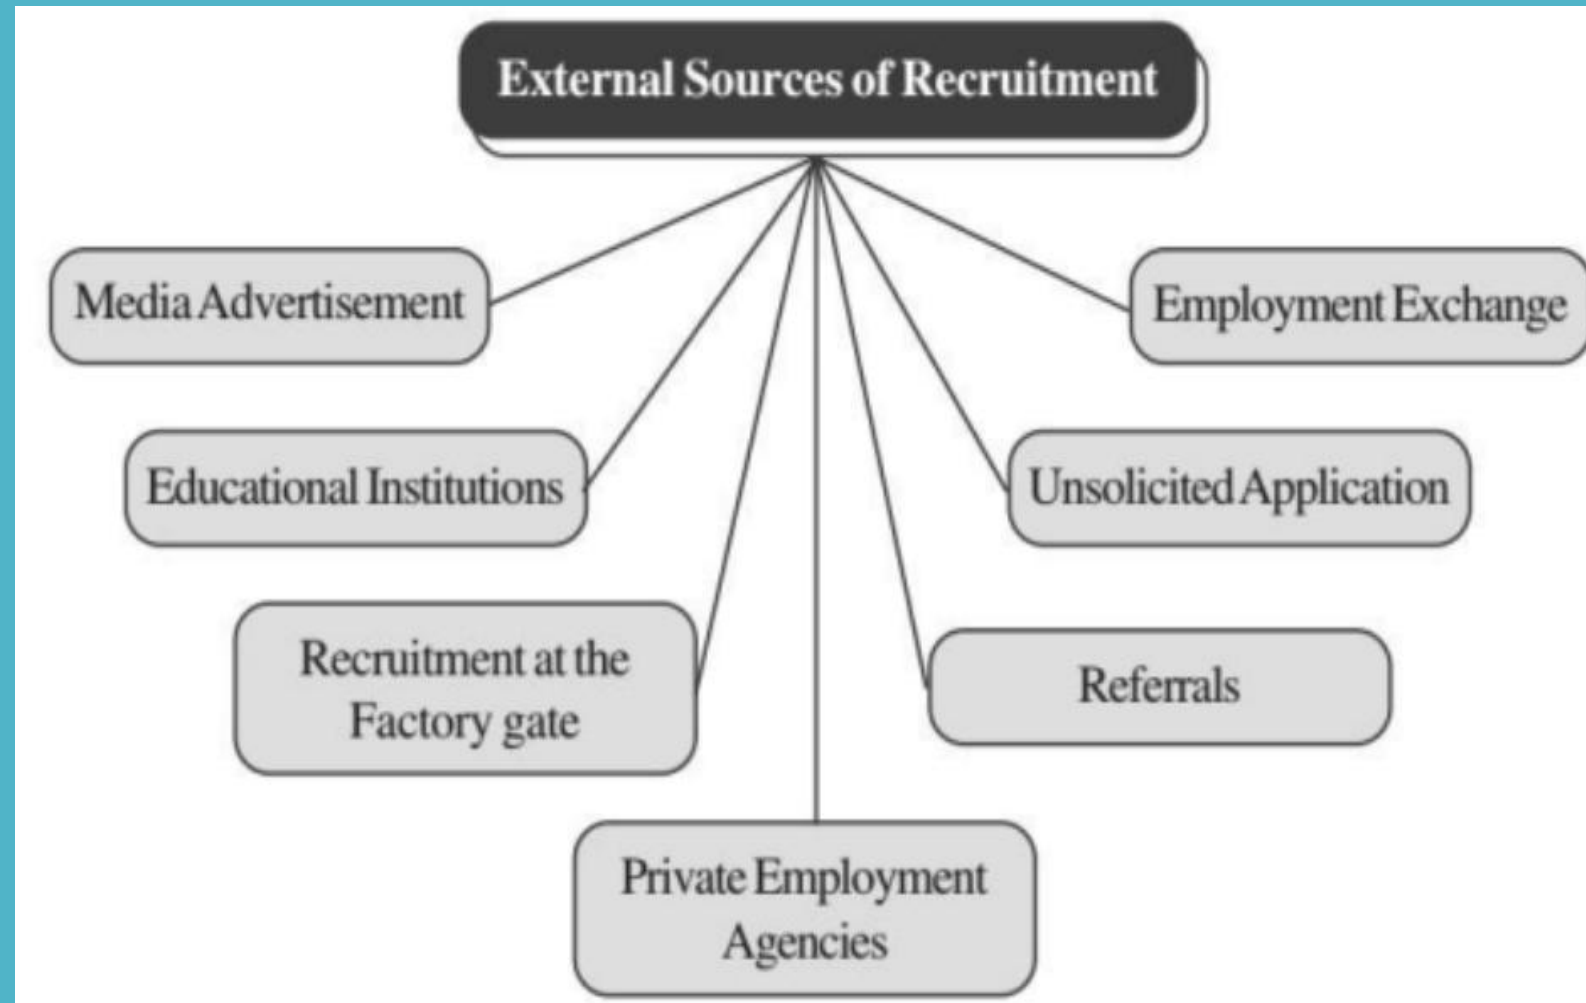 External Sources of Recruitment
Media Advertisement
Employment Exchange
Educational Institutions
Unsolicited Application
Recruitment at the
Factory gate
Referrals
Private Employment
Agencies